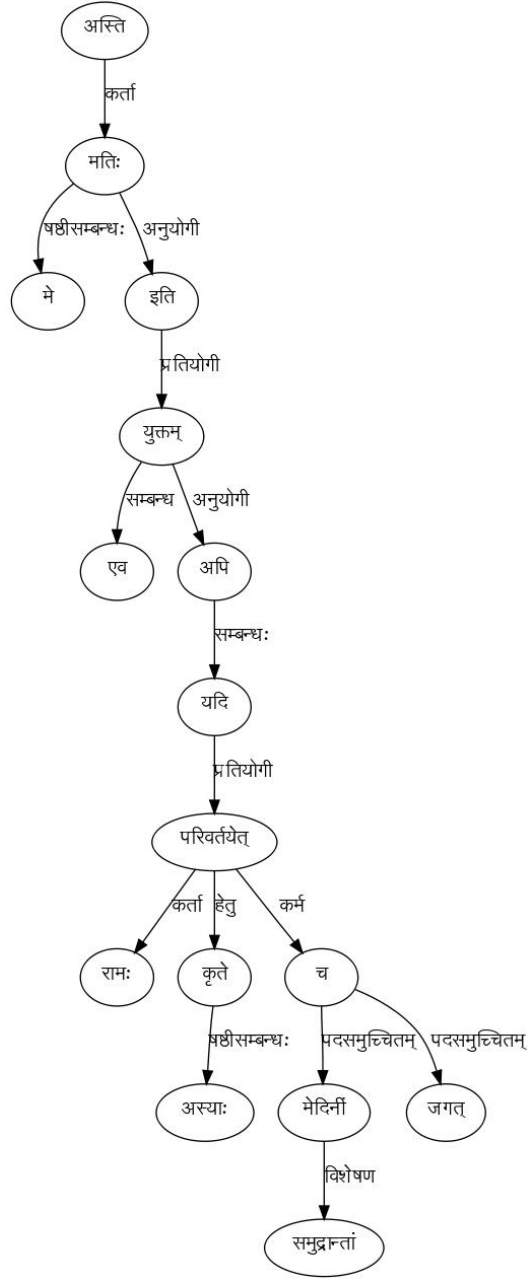 अस्ति
कर्ता
मतिः
षष्ठीसम्बन्धः अनुयोगी
मे इति
प्रतियोगी
युक्तम्
सम्बन्ध अनुयोगी
एव अपि
सम्बन्धः
यदि
प्रतियोगी
परिवर्तयेत्
कर्ता हेतु कर्म
रामः कृते च
षष्ठीसम्बन्धः पदसमुच्चितम् पदसमुच्चितम्
अस्याः मेदिनीं जगत्
विशेषण
समुद्रान्तां